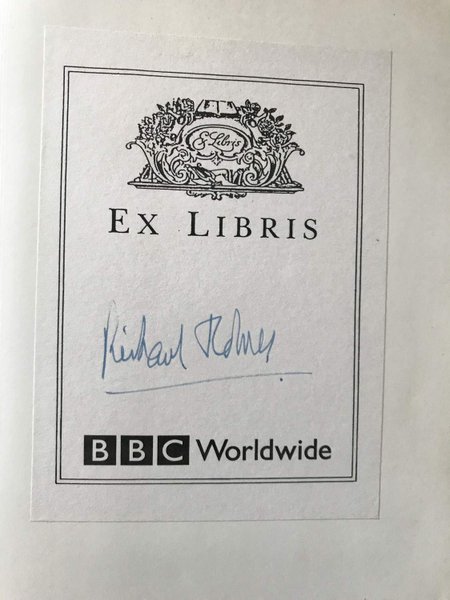 Ex Libris
EX LIBRIS
Richard Holmes
BBC Worldwide